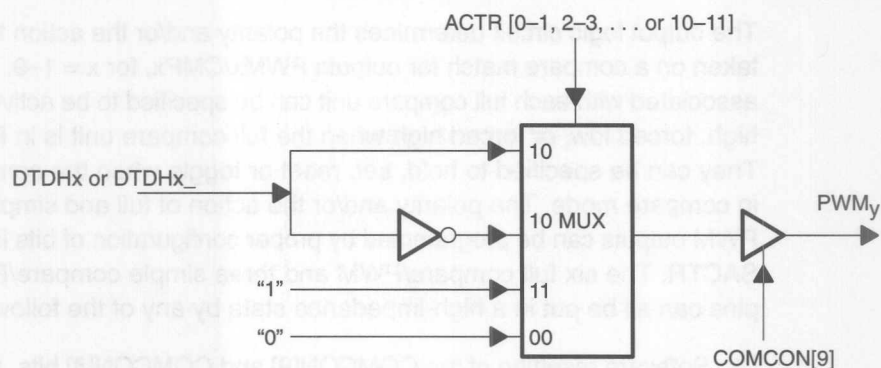 ACTR [0–1, 2–3, . . . or 10–11]
10
DTDHx or DTDHx_
10 MUX
PWMy
"1"
11
"0"
00
COMCON[9]